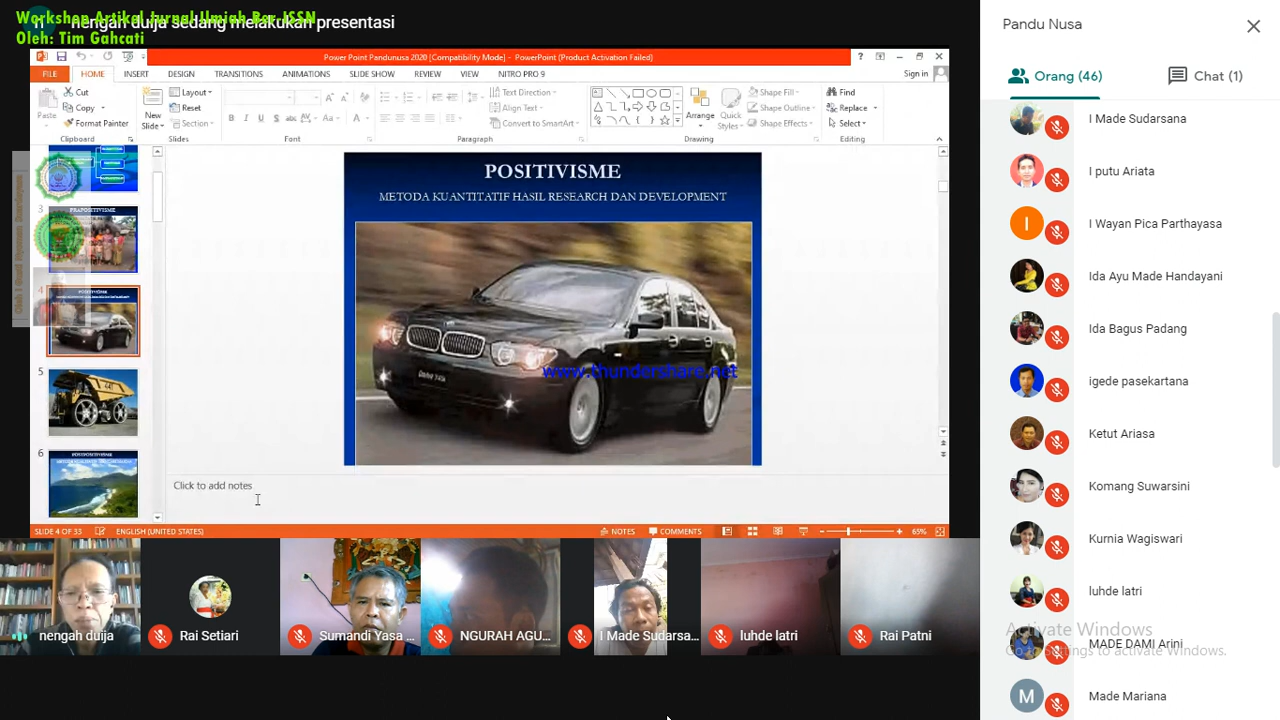 Workshop Artikel Jurnal Ilmiah Ber-ISSN
Oleh: Tim Gahcati
nengah duija sedang melakukan presentasi
Power Point Pandunusa 2020 [Compatibility Mode] - PowerPoint (Product Activation Failed)
FILE HOME INSERT DESIGN TRANSITIONS ANIMATIONS SLIDE SHOW REVIEW VIEW NITRO PRO 9 Sign in
Paste
Cut
Copy
Format Painter
Clipboard
New Slide
Layout
Reset
Section
Slides
Font
Text Direction
Align Text
Convert to SmartArt
Paragraph
Arrange
Quick Styles
Shape Fill
Shape Outline
Shape Effects
Drawing
Find
Replace
Select
Editing
3
4
5
6
POSITIVISME
METODA KUANTITATIF HASIL RESEARCH DAN DEVELOPMENT
www.thundershare.net
Click to add notes
SLIDE 4 OF 33 ENGLISH (UNITED STATES) NOTES COMMENTS 65%
nengah duija
Rai Setiari
Sumandi Yasa ...
NGURAH AGU...
I Made Sudarsa...
luhde latri
Rai Patni
Pandu Nusa
Orang (46) Chat (1)
I Made Sudarsana
I putu Ariata
I
I Wayan Pica Parthayasa
Ida Ayu Made Handayani
Ida Bagus Padang
igede pasekartana
Ketut Ariasa
Komang Suwarsini
Kurnia Wagiswari
luhde latri
Activate Windows
Go to Settings to activate Windows.
MADE DAMI Arini
M
Made Mariana